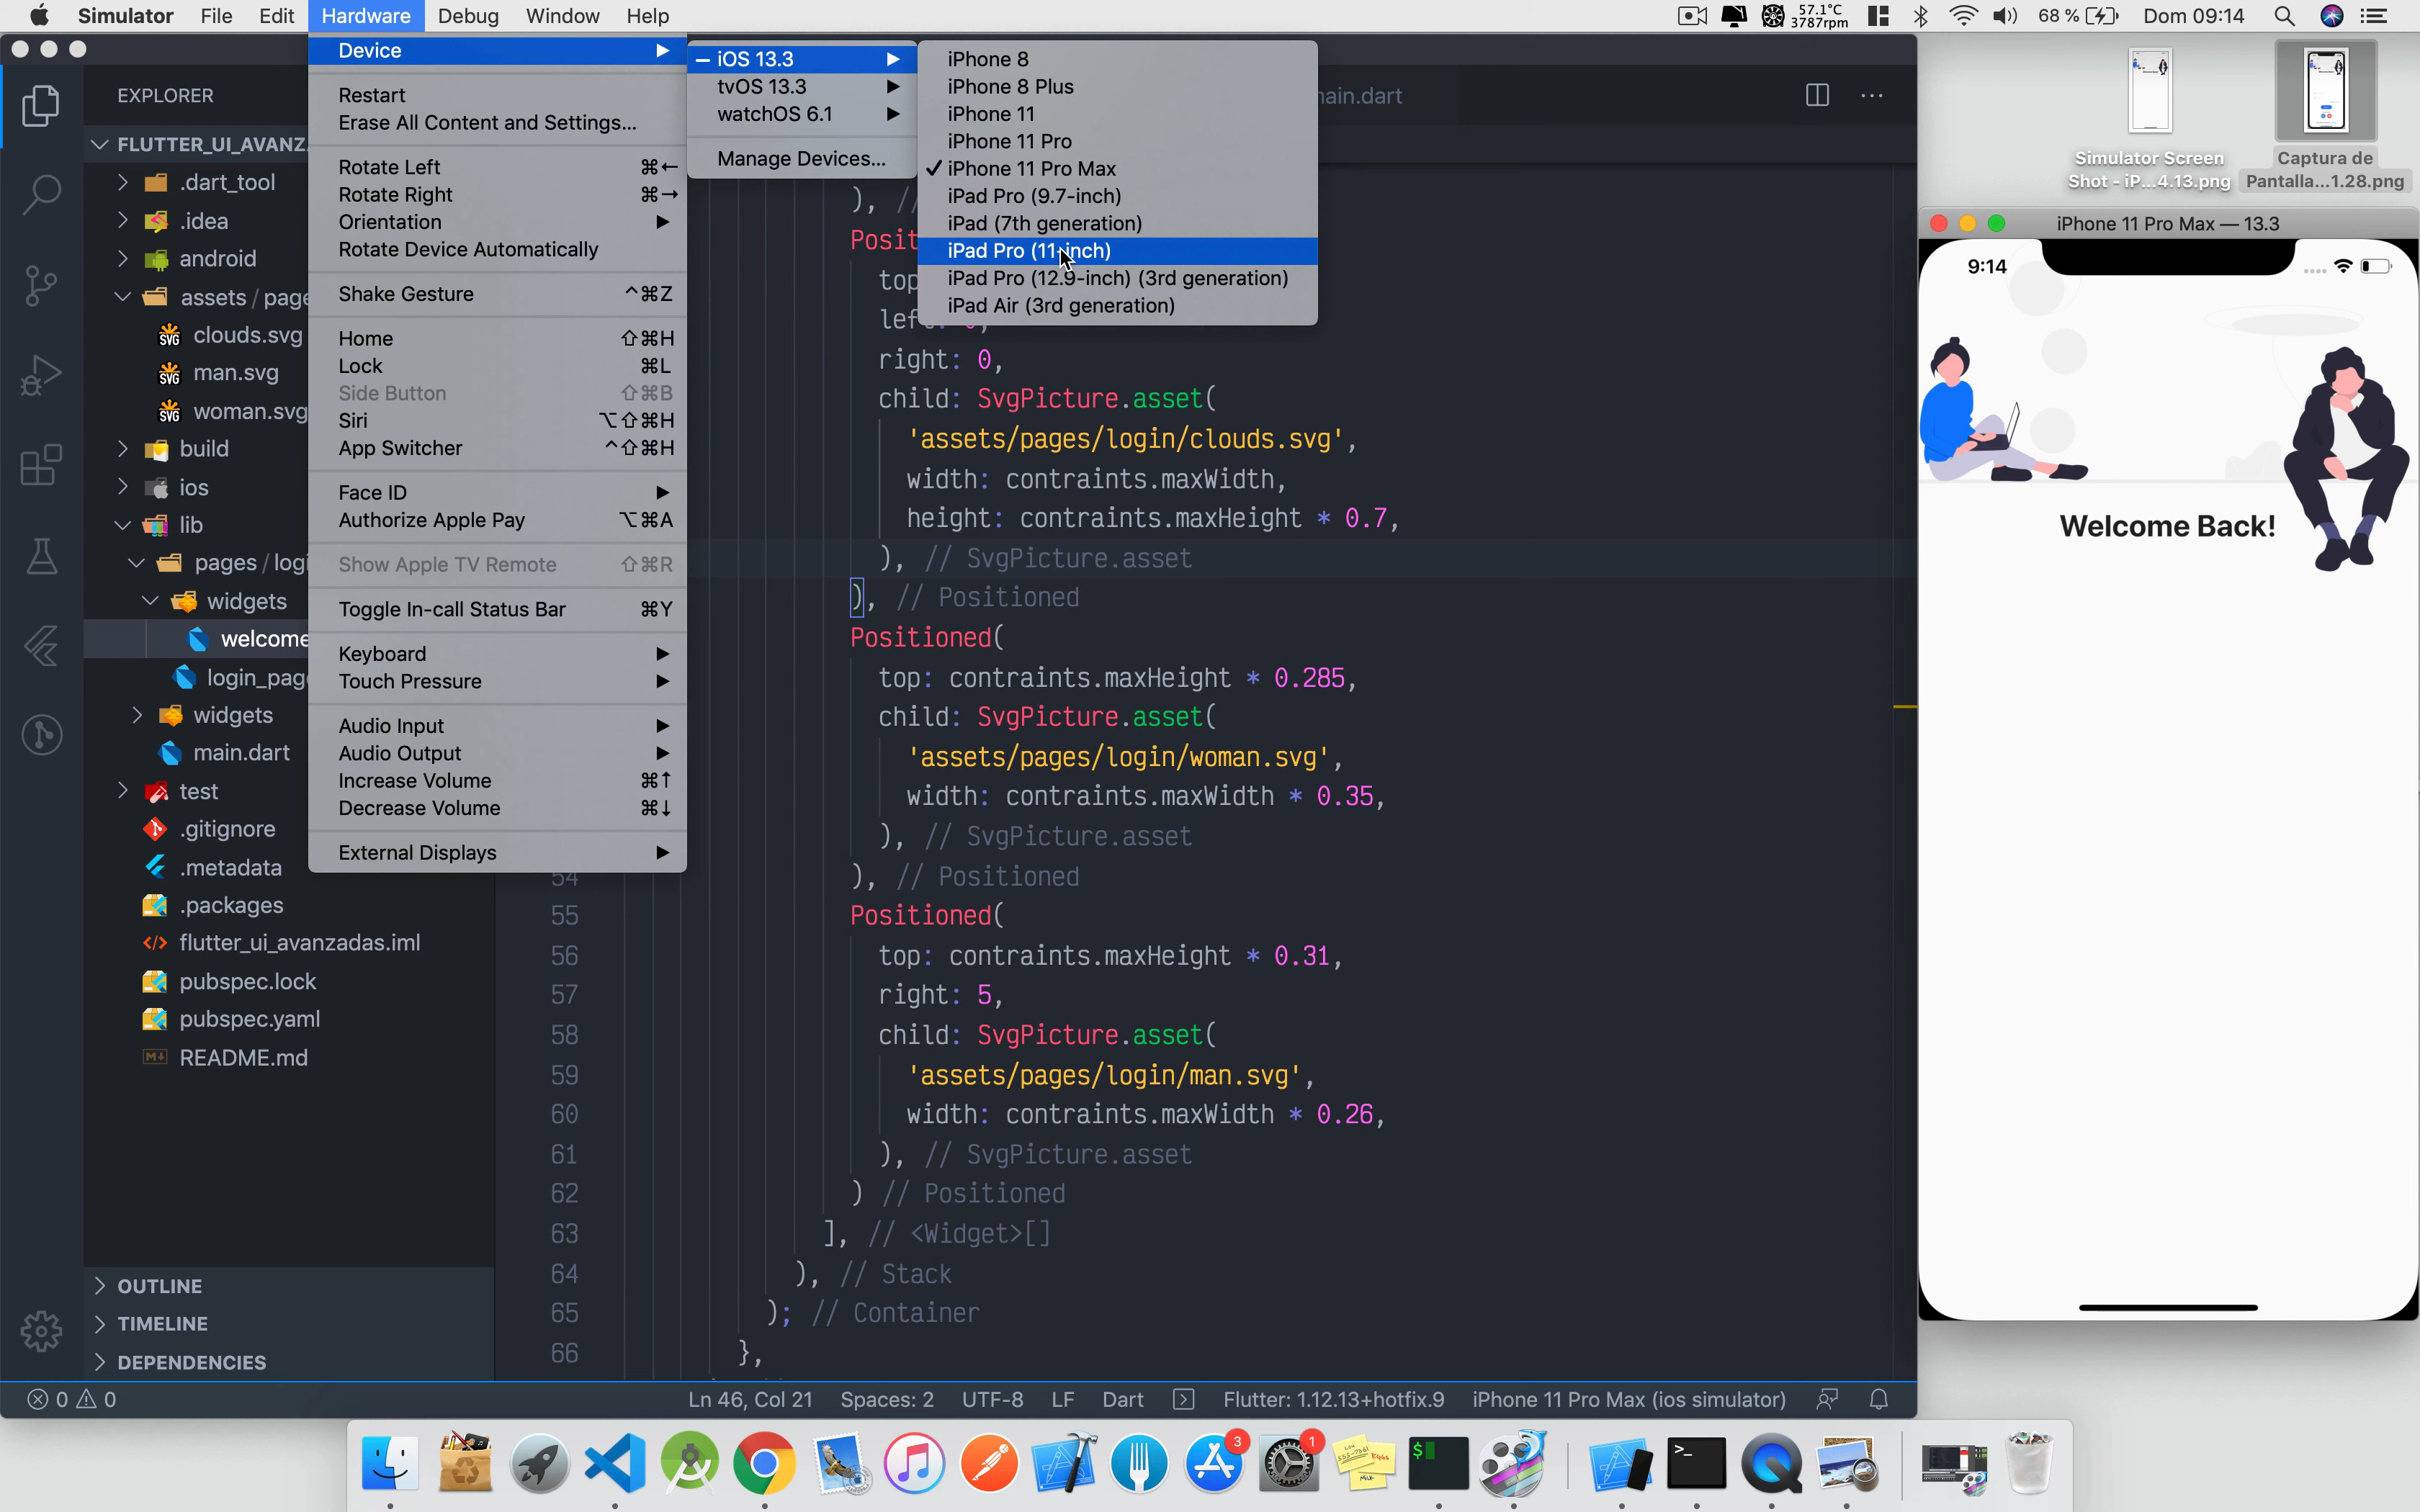 Simulator File Edit Hardware Debug Window Help
57.1°C
3787rpm
68 %
Dom 09:14
Device
Restart
Erase All Content and Settings...
Rotate Left ⌘←
Rotate Right ⌘→
Orientation
Rotate Device Automatically
Shake Gesture ^⌘Z
Home ⇧⌘H
Lock ⌘L
Side Button ⇧⌘B
Siri ⌥⇧⌘H
App Switcher ^⇧⌘H
Face ID
Authorize Apple Pay ⌥⌘A
Show Apple TV Remote ⇧⌘R
Toggle In-call Status Bar ⌘Y
Keyboard
Touch Pressure
Audio Input
Audio Output
Increase Volume ⌘↑
Decrease Volume ⌘↓
External Displays
iOS 13.3
tvOS 13.3
watchOS 6.1
Manage Devices...
iPhone 8
iPhone 8 Plus
iPhone 11
iPhone 11 Pro
✓ iPhone 11 Pro Max
iPad Pro (9.7-inch)
iPad (7th generation)
iPad Pro (11-inch)
iPad Pro (12.9-inch) (3rd generation)
iPad Air (3rd generation)
EXPLORER
FLUTTER_UI_AVANZ
.dart_tool
.idea
android
assets / page
clouds.svg
man.svg
woman.svg
build
ios
lib
pages / logi
widgets
welcome
login_pag
widgets
main.dart
test
.gitignore
.metadata
.packages
flutter_ui_avanzadas.iml
pubspec.lock
pubspec.yaml
README.md
OUTLINE
TIMELINE
DEPENDENCIES
main.dart
), //
Posit
top
lef
right: 0,
child: SvgPicture.asset(
'assets/pages/login/clouds.svg',
width: contraints.maxWidth,
height: contraints.maxHeight * 0.7,
), // SvgPicture.asset
), // Positioned
Positioned(
top: contraints.maxHeight * 0.285,
child: SvgPicture.asset(
'assets/pages/login/woman.svg',
width: contraints.maxWidth * 0.35,
), // SvgPicture.asset
54 ), // Positioned
55 Positioned(
56 top: contraints.maxHeight * 0.31,
57 right: 5,
58 child: SvgPicture.asset(
59 'assets/pages/login/man.svg',
60 width: contraints.maxWidth * 0.26,
61 ), // SvgPicture.asset
62 ) // Positioned
63 ], // <Widget>[]
64 ), // Stack
65 ); // Container
66 },
0 0
Ln 46, Col 21 Spaces: 2 UTF-8 LF Dart Flutter: 1.12.13+hotfix.9 iPhone 11 Pro Max (ios simulator)
Simulator Screen
Shot - iP...4.13.png
Captura de
Pantalla...1.28.png
iPhone 11 Pro Max — 13.3
9:14
Welcome Back!
3
1